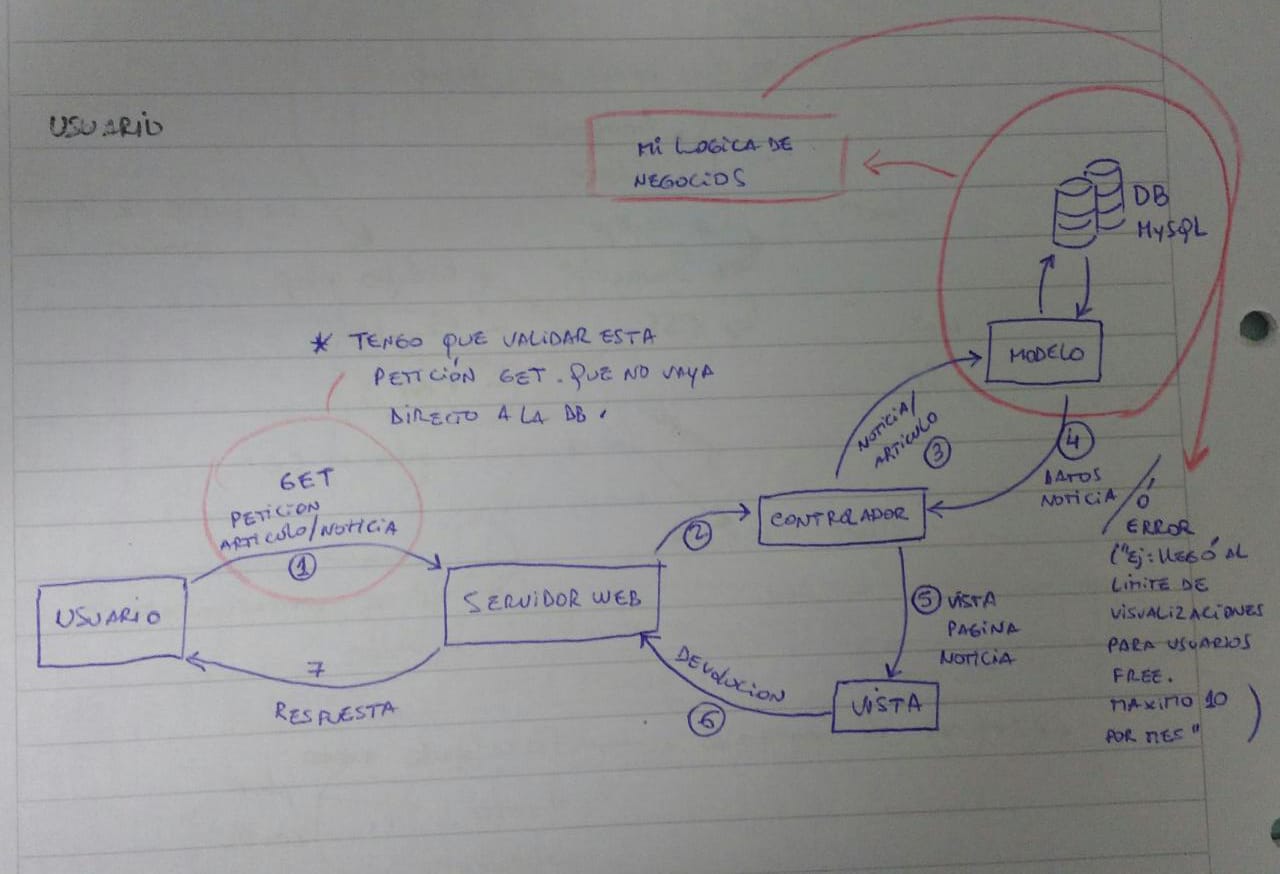 USUARIO
MI LOGICA DE
NEGOCIOS
DB
MySQL
* TENGO QUE VALIDAR ESTA
PETICIÓN GET. QUE NO VAYA
DIRECTO A LA DB.
MODELO
NOTICIA/
ARTICULO
3
4
DATOS
NOTICIA
/ Ó
ERROR
("Ej: LLEGÓ AL
LIMITE DE
VISUALIZACIONES
PARA USUARIOS
FREE.
MAXIMO 10
POR MES")
GET
PETICION
ARTICULO/NOTICIA
1
2
CONTROLADOR
USUARIO
SERVIDOR WEB
5 VISTA
PAGINA
NOTICIA
7
RESPUESTA
DEVOLUCION
6
VISTA